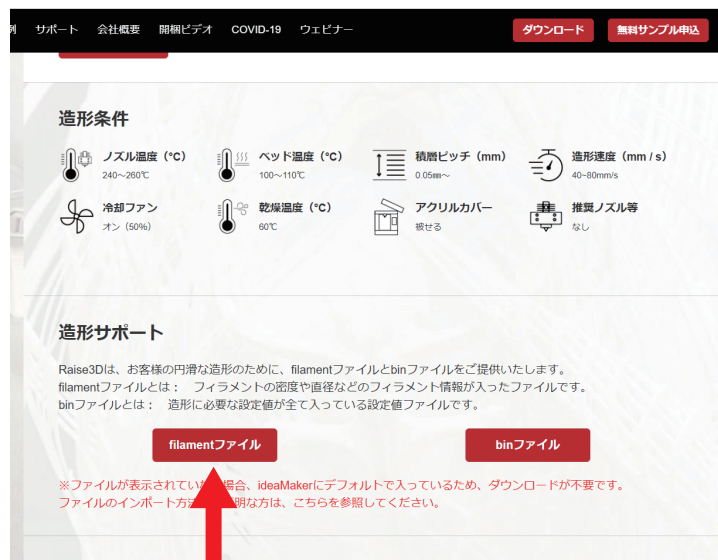 例 サポート 会社概要 開梱ビデオ COVID-19 ウェビナー ダウンロード 無料サンプル申込
造形条件
ノズル温度（°C） ベッド温度（°C） 積層ピッチ（mm） 造形速度（mm / s）
240～260℃ 100～110℃ 0.05㎜～ 40~80mm/s
冷却ファン 乾燥温度（°C） アクリルカバー 推奨ノズル等
オン（50%） 60℃ 被せる なし
造形サポート
Raise3Dは、お客様の円滑な造形のために、filamentファイルとbinファイルをご提供いたします。
filamentファイルとは： フィラメントの密度や直径などのフィラメント情報が入ったファイルです。
binファイルとは： 造形に必要な設定値が全て入っている設定値ファイルです。
filamentファイル binファイル
※ファイルが表示されていな 場合、ideaMakerにデフォルトで入っているため、ダウンロードが不要です。
ファイルのインポート方 明な方は、こちらを参照してください。